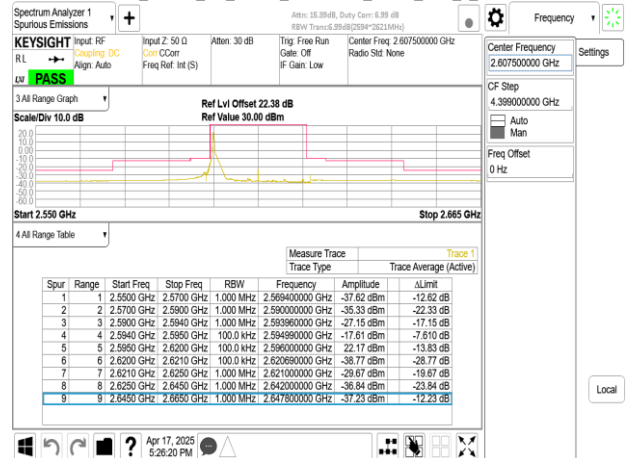 Spectrum Analyzer 1
Spurious Emissions
Attn: 15.39dB, Duty Corr: 6.99 dB
RBW Trans:6.99dB(2594~2621MHz)
Frequency
KEYSIGHT
RL
LXI
PASS
Input: RF
Coupling: DC
Align: Auto
Input Z: 50 Ω
Corr CCorr
Freq Ref: Int (S)
Atten: 30 dB
Trig: Free Run
Gate: Off
IF Gain: Low
Center Freq: 2.607500000 GHz
Radio Std: None
Center Frequency
2.607500000 GHz
Settings
CF Step
4.399000000 GHz
Auto
Man
Freq Offset
0 Hz
3 All Range Graph
Scale/Div 10.0 dB
Ref Lvl Offset 22.38 dB
Ref Value 30.00 dBm
20.0
10.0
0.00
-10.0
-20.0
-30.0
-40.0
-50.0
-60.0
Start 2.550 GHz
Stop 2.665 GHz
4 All Range Table
Measure Trace Trace 1
Trace Type Trace Average (Active)
Spur Range Start Freq Stop Freq RBW Frequency Amplitude ΔLimit
1 1 2.5500 GHz 2.5700 GHz 1.000 MHz 2.569400000 GHz -37.62 dBm -12.62 dB
2 2 2.5700 GHz 2.5900 GHz 1.000 MHz 2.590000000 GHz -35.33 dBm -22.33 dB
3 3 2.5900 GHz 2.5940 GHz 1.000 MHz 2.593960000 GHz -27.15 dBm -17.15 dB
4 4 2.5940 GHz 2.5950 GHz 100.0 kHz 2.594990000 GHz -17.61 dBm -7.610 dB
5 5 2.5950 GHz 2.6200 GHz 100.0 kHz 2.596000000 GHz 22.17 dBm -13.83 dB
6 6 2.6200 GHz 2.6210 GHz 100.0 kHz 2.620690000 GHz -38.77 dBm -28.77 dB
7 7 2.6210 GHz 2.6250 GHz 1.000 MHz 2.621000000 GHz -29.67 dBm -19.67 dB
8 8 2.6250 GHz 2.6450 GHz 1.000 MHz 2.642000000 GHz -36.84 dBm -23.84 dB
9 9 2.6450 GHz 2.6650 GHz 1.000 MHz 2.647800000 GHz -37.23 dBm -12.23 dB
Local
Apr 17, 2025
5:26:20 PM